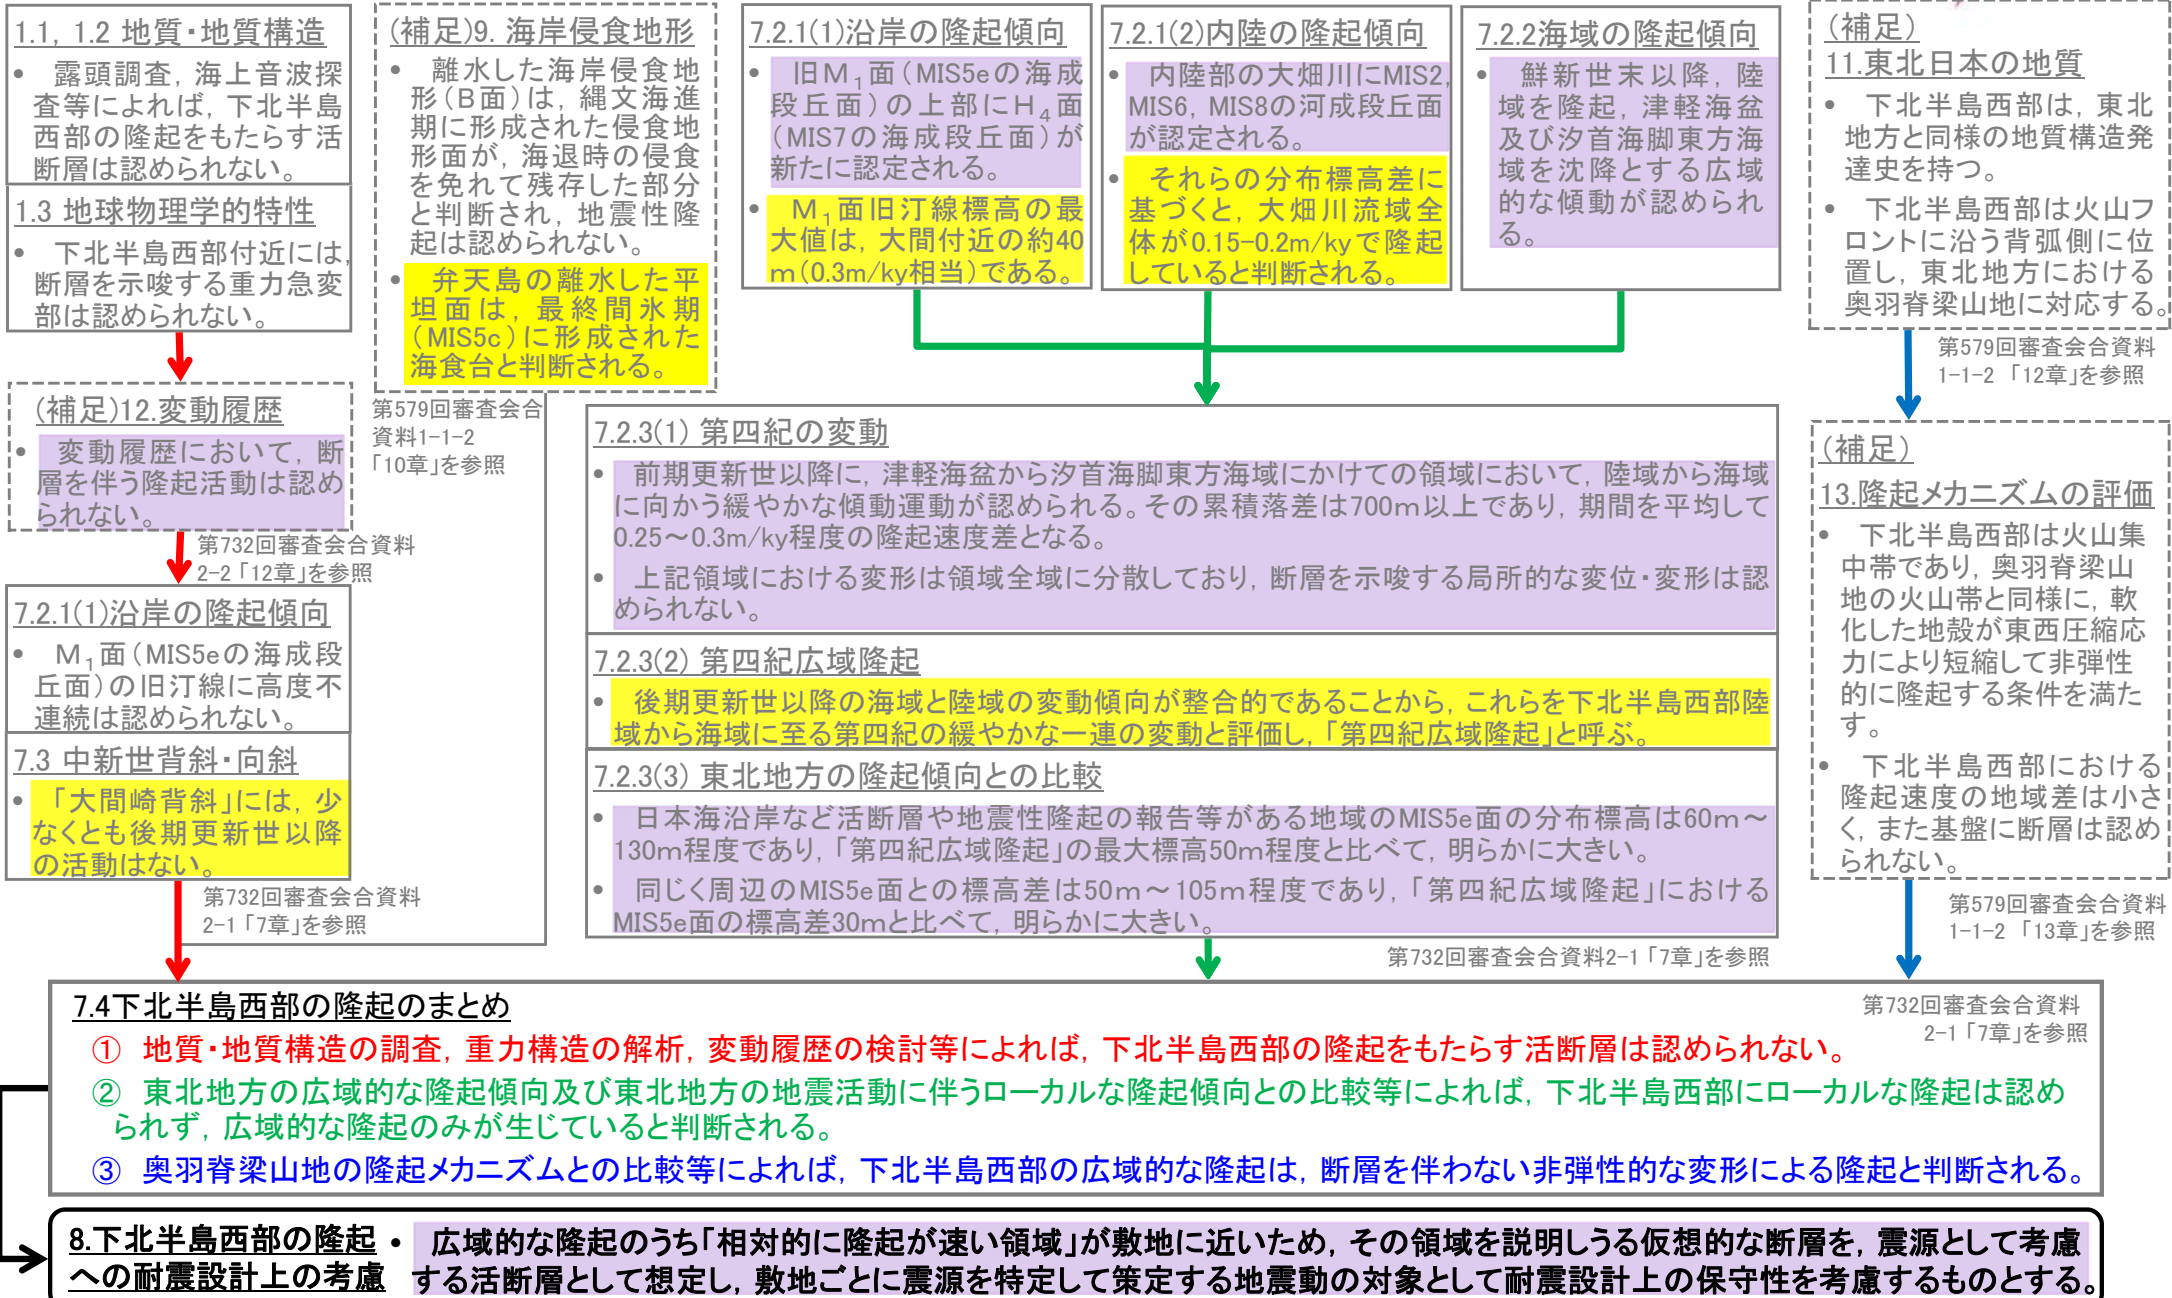 1.1, 1.2 地質・地質構造
• 露頭調査，海上音波探
査等によれば，下北半島
西部の隆起をもたらす活
断層は認められない。
1.3 地球物理学的特性
• 下北半島西部付近には，
断層を示唆する重力急変
部は認められない。
(補足)12.変動履歴
• 変動履歴において，断
層を伴う隆起活動は認め
られない。
第732回審査会合資料
2-2「12章」を参照
7.2.1(1)沿岸の隆起傾向
• M₁面（MIS5eの海成段
丘面）の旧汀線に高度不
連続は認められない。
7.3 中新世背斜・向斜
• 「大間崎背斜」には，少
なくとも後期更新世以降
の活動はない。
第732回審査会合資料
2-1「7章」を参照
(補足)9. 海岸侵食地形
• 離水した海岸侵食地
形（B面）は，縄文海進
期に形成された侵食地
形面が，海退時の侵食
を免れて残存した部分
と判断され，地震性隆
起は認められない。
• 弁天島の離水した平
坦面は，最終間氷期
（MIS5c）に形成された
海食台と判断される。
第579回審査会合
資料1-1-2
「10章」を参照
7.2.1(1)沿岸の隆起傾向
• 旧M₁面（MIS5eの海成
段丘面）の上部にH₄面
（MIS7の海成段丘面）が
新たに認定される。
• M₁面旧汀線標高の最
大値は，大間付近の約40
m（0.3m/ky相当）である。
7.2.1(2)内陸の隆起傾向
• 内陸部の大畑川にMIS2,
MIS6，MIS8の河成段丘面
が認定される。
• それらの分布標高差に
基づくと，大畑川流域全
体が0.15-0.2m/kyで隆起
していると判断される。
7.2.2海域の隆起傾向
• 鮮新世末以降，陸
域を隆起，津軽海盆
及び汐首海脚東方海
域を沈降とする広域
的な傾動が認められ
る。
7.2.3(1) 第四紀の変動
• 前期更新世以降に，津軽海盆から汐首海脚東方海域にかけての領域において，陸域から海域
に向かう緩やかな傾動運動が認められる。その累積落差は700m以上であり，期間を平均して
0.25～0.3m/ky程度の隆起速度差となる。
• 上記領域における変形は領域全域に分散しており，断層を示唆する局所的な変位・変形は認
められない。
7.2.3(2) 第四紀広域隆起
• 後期更新世以降の海域と陸域の変動傾向が整合的であることから，これらを下北半島西部陸
域から海域に至る第四紀の緩やかな一連の変動と評価し，「第四紀広域隆起」と呼ぶ。
7.2.3(3) 東北地方の隆起傾向との比較
• 日本海沿岸など活断層や地震性隆起の報告等がある地域のMIS5e面の分布標高は60m～
130m程度であり，「第四紀広域隆起」の最大標高50m程度と比べて，明らかに大きい。
• 同じく周辺のMIS5e面との標高差は50m～105m程度であり，「第四紀広域隆起」における
MIS5e面の標高差30mと比べて，明らかに大きい。
第732回審査会合資料2-1「7章」を参照
(補足)
11.東北日本の地質
• 下北半島西部は，東北
地方と同様の地質構造発
達史を持つ。
• 下北半島西部は火山フ
ロントに沿う背弧側に位
置し，東北地方における
奥羽脊梁山地に対応する。
第579回審査会合資料
1-1-2 「12章」を参照
(補足)
13.隆起メカニズムの評価
• 下北半島西部は火山集
中帯であり，奥羽脊梁山
地の火山帯と同様に，軟
化した地殻が東西圧縮応
力により短縮して非弾性
的に隆起する条件を満た
す。
• 下北半島西部における
隆起速度の地域差は小さ
く，また基盤に断層は認め
られない。
第579回審査会合資料
1-1-2 「13章」を参照
7.4下北半島西部の隆起のまとめ
第732回審査会合資料
2-1「7章」を参照
① 地質・地質構造の調査，重力構造の解析，変動履歴の検討等によれば，下北半島西部の隆起をもたらす活断層は認められない。
② 東北地方の広域的な隆起傾向及び東北地方の地震活動に伴うローカルな隆起傾向との比較等によれば，下北半島西部にローカルな隆起は認め
られず，広域的な隆起のみが生じていると判断される。
③ 奥羽脊梁山地の隆起メカニズムとの比較等によれば，下北半島西部の広域的な隆起は，断層を伴わない非弾性的な変形による隆起と判断される。
8.下北半島西部の隆起
への耐震設計上の考慮
• 広域的な隆起のうち「相対的に隆起が速い領域」が敷地に近いため，その領域を説明しうる仮想的な断層を，震源として考慮
する活断層として想定し，敷地ごとに震源を特定して策定する地震動の対象として耐震設計上の保守性を考慮するものとする。